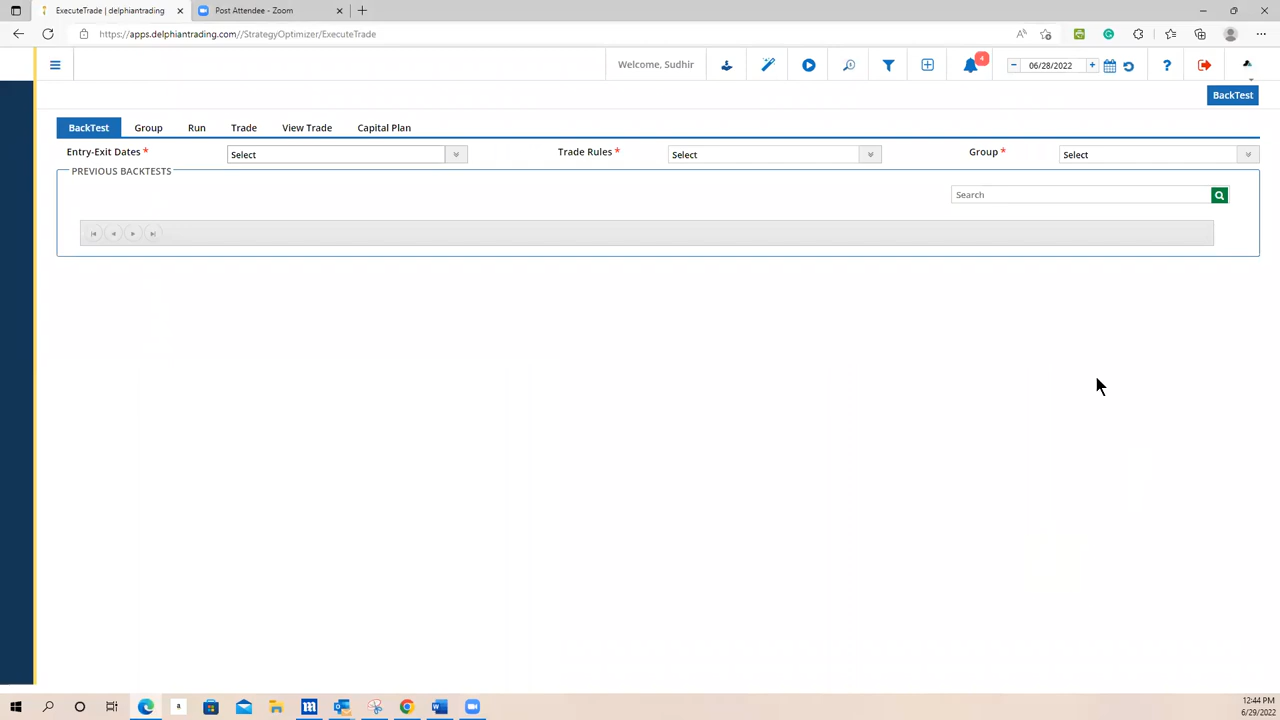 ExecuteTrade | delphiantrading
Post Attendee - Zoom
https://apps.delphiantrading.com//StrategyOptimizer/ExecuteTrade
Welcome, Sudhir
4
06/28/2022
BackTest
BackTest Group Run Trade View Trade Capital Plan
Entry-Exit Dates * Select Trade Rules * Select Group * Select
PREVIOUS BACKTESTS
Search
12:44 PM
6/29/2022